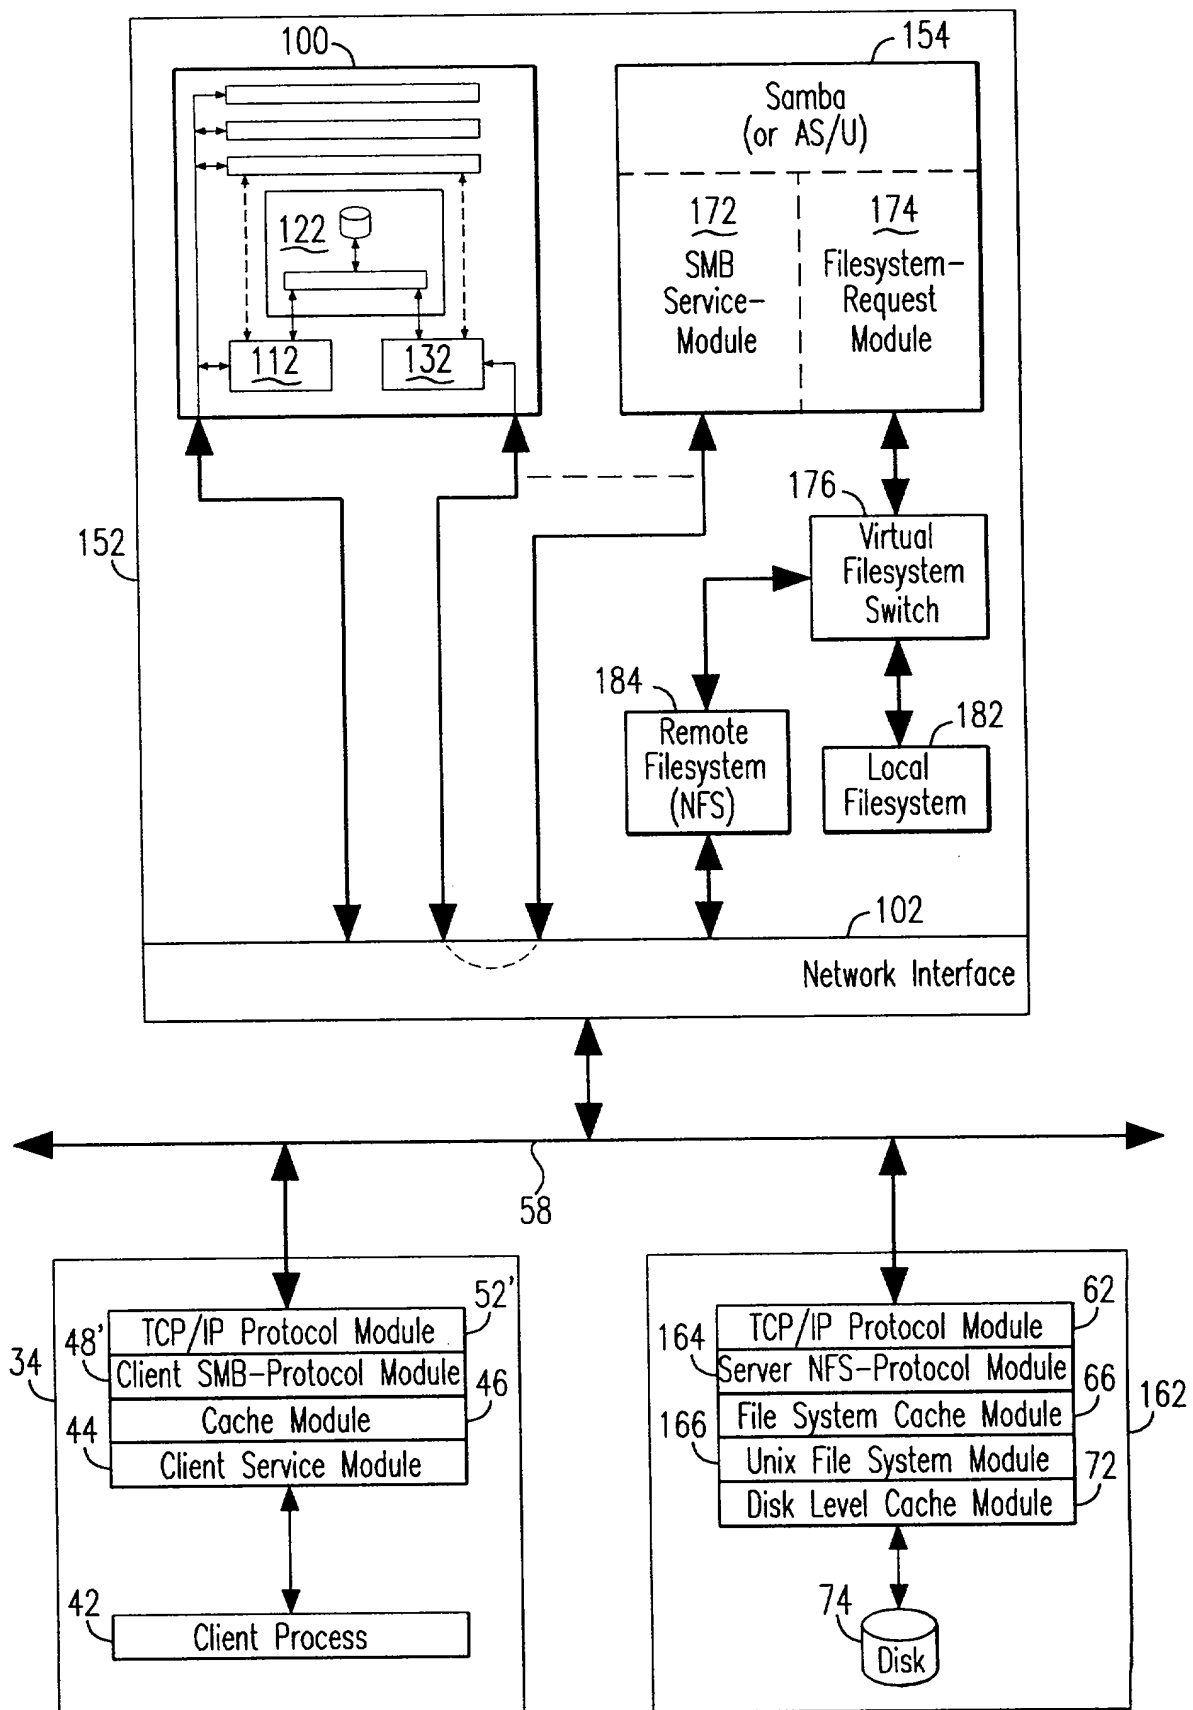 100
154
Samba
(or AS/U)
122
172
SMB
Service-
Module
174
Filesystem-
Request
Module
112
132
176
Virtual
Filesystem
Switch
152
184
Remote
Filesystem
(NFS)
182
Local
Filesystem
102
Network Interface
58
34
52'
TCP/IP Protocol Module
48'
Client SMB-Protocol Module
46
Cache Module
44
Client Service Module
42
Client Process
62
TCP/IP Protocol Module
164
Server NFS-Protocol Module
66
File System Cache Module
162
166
Unix File System Module
72
Disk Level Cache Module
74
Disk